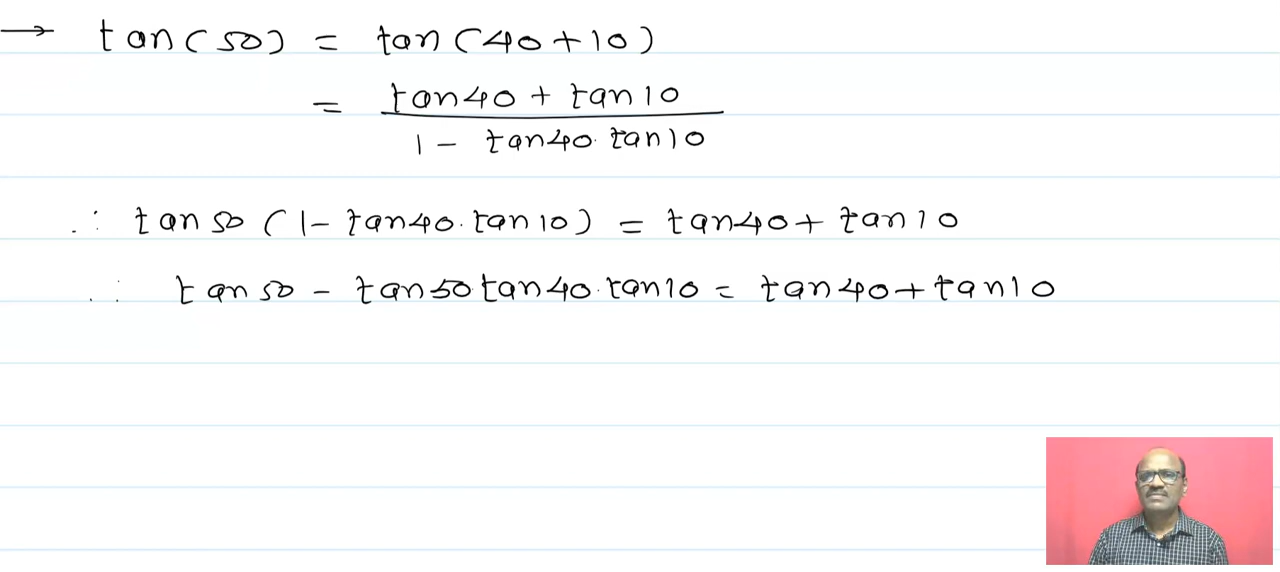 → tan(50) = tan(40+10)
= tan40 + tan10 / 1 - tan40.tan10
∴ tan50 (1 - tan40.tan10) = tan40 + tan10
∴ tan50 - tan50.tan40.tan10 = tan40 + tan10